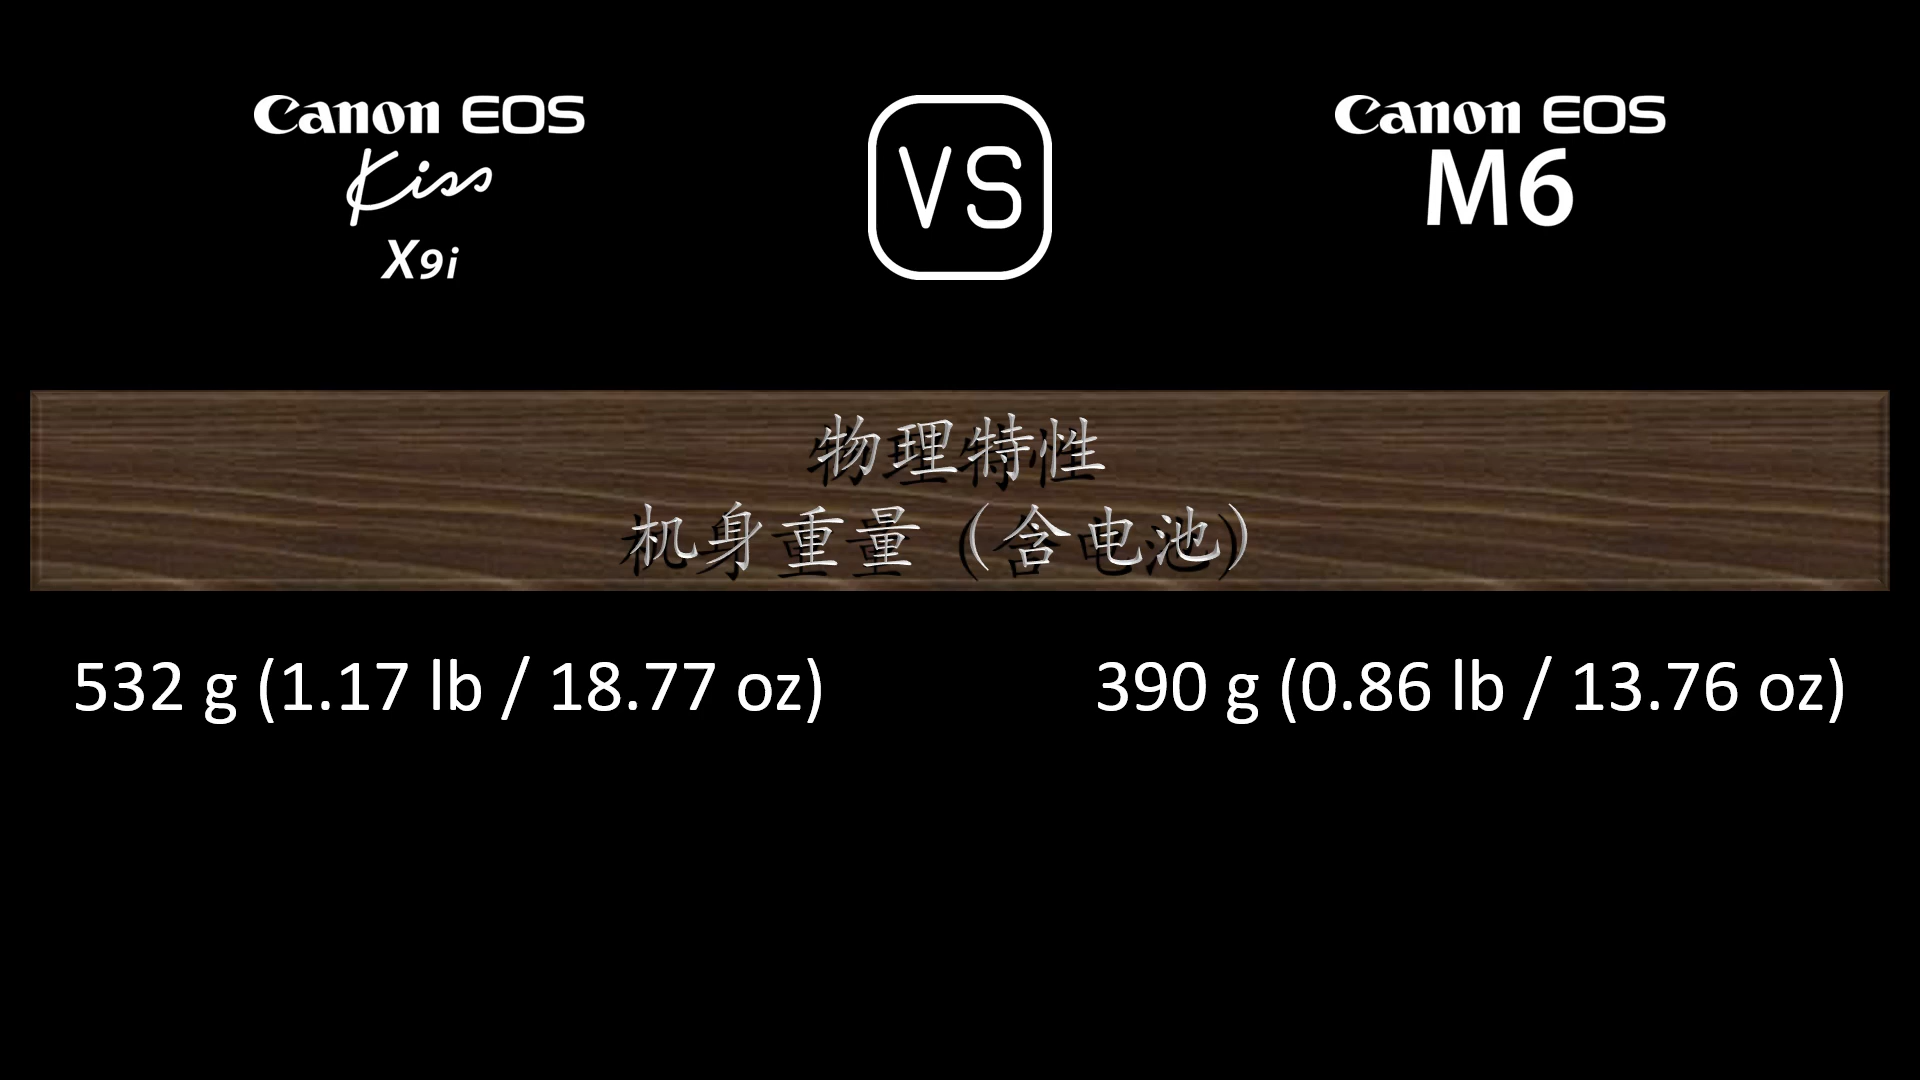 Canon EOS
Kiss
X9i
VS
Canon EOS
M6
物理特性
机身重量（含电池）
532 g (1.17 lb / 18.77 oz)
390 g (0.86 lb / 13.76 oz)